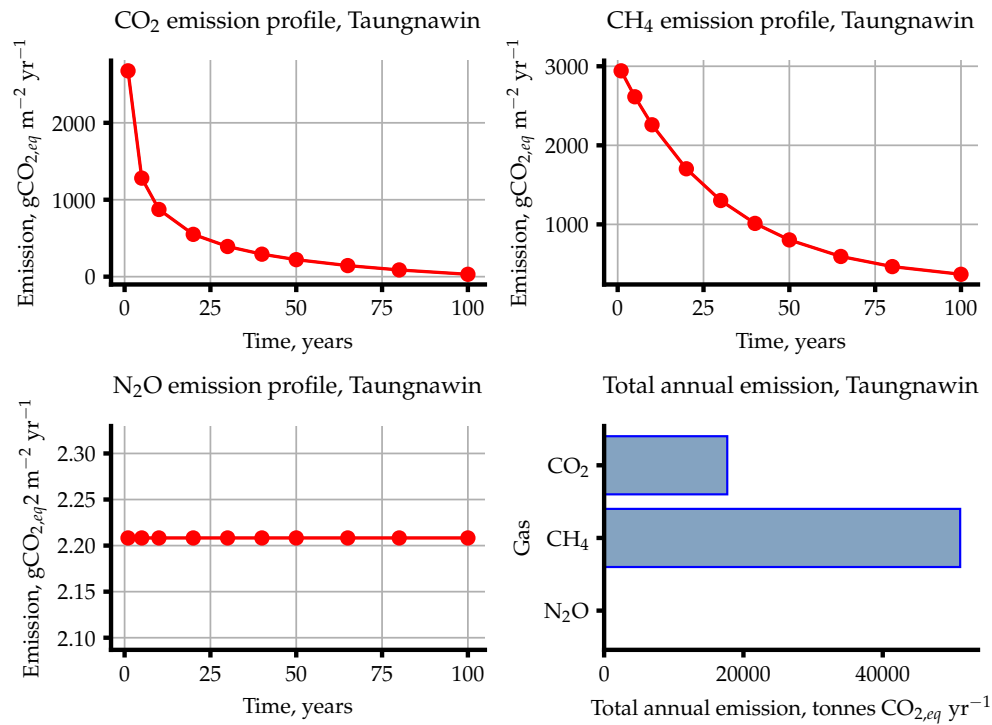 CO₂ emission profile, Taungnawin
Emission, gCO₂,eq m⁻² yr⁻¹
2000
1000
0
0 25 50 75 100
Time, years
CH₄ emission profile, Taungnawin
Emission, gCO₂,eq m⁻² yr⁻¹
3000
2000
1000
0 25 50 75 100
Time, years
N₂O emission profile, Taungnawin
Emission, gCO₂,eq2 m⁻² yr⁻¹
2.30
2.25
2.20
2.15
2.10
0 25 50 75 100
Time, years
Total annual emission, Taungnawin
Gas
CO₂
CH₄
N₂O
0 20000 40000
Total annual emission, tonnes CO₂,eq yr⁻¹